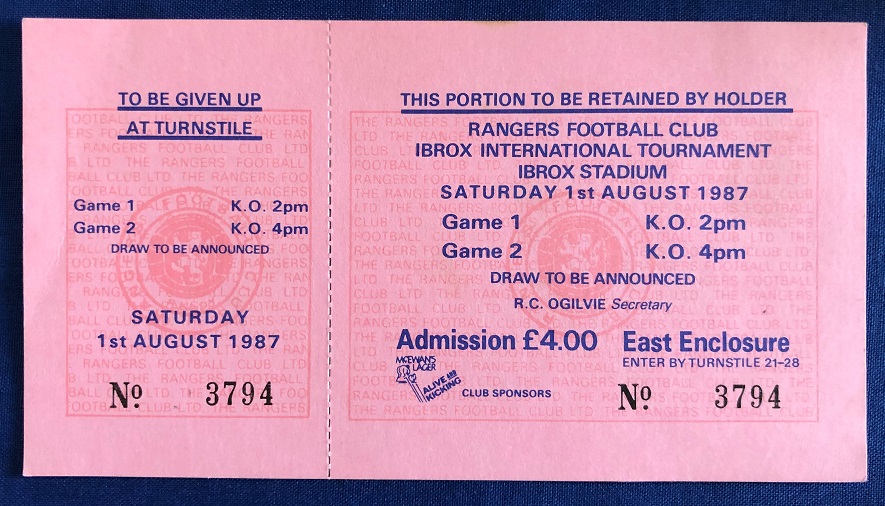 TO BE GIVEN UP
AT TURNSTILE
Game 1 K.O. 2pm
Game 2 K.O. 4pm
DRAW TO BE ANNOUNCED
SATURDAY
1st AUGUST 1987
Nº 3794
THIS PORTION TO BE RETAINED BY HOLDER
RANGERS FOOTBALL CLUB
IBROX INTERNATIONAL TOURNAMENT
IBROX STADIUM
SATURDAY 1st AUGUST 1987
Game 1 K.O. 2pm
Game 2 K.O. 4pm
DRAW TO BE ANNOUNCED
R.C. OGILVIE Secretary
Admission £4.00 East Enclosure
ENTER BY TURNSTILE 21–28
McEWAN'S
LAGER
ALIVE AND
KICKING
CLUB SPONSORS
Nº 3794